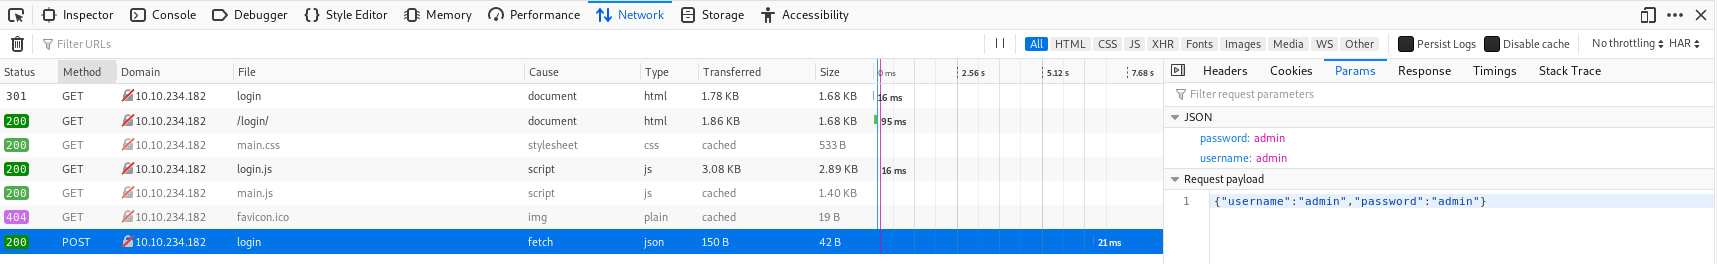 Inspector Console Debugger Style Editor Memory Performance Network Storage Accessibility
Filter URLs All HTML CSS JS XHR Fonts Images Media WS Other Persist Logs Disable cache No throttling HAR
Status Method Domain File Cause Type Transferred Size 0 ms 2.56 s 5.12 s 7.68 s
301 GET 10.10.234.182 login document html 1.78 KB 1.68 KB 16 ms
200 GET 10.10.234.182 /login/ document html 1.86 KB 1.68 KB 95 ms
200 GET 10.10.234.182 main.css stylesheet css cached 533 B
200 GET 10.10.234.182 login.js script js 3.08 KB 2.89 KB 16 ms
200 GET 10.10.234.182 main.js script js cached 1.40 KB
404 GET 10.10.234.182 favicon.ico img plain cached 19 B
200 POST 10.10.234.182 login fetch json 150 B 42 B 21 ms
Headers Cookies Params Response Timings Stack Trace
Filter request parameters
JSON
password: admin
username: admin
Request payload
1 {"username":"admin","password":"admin"}